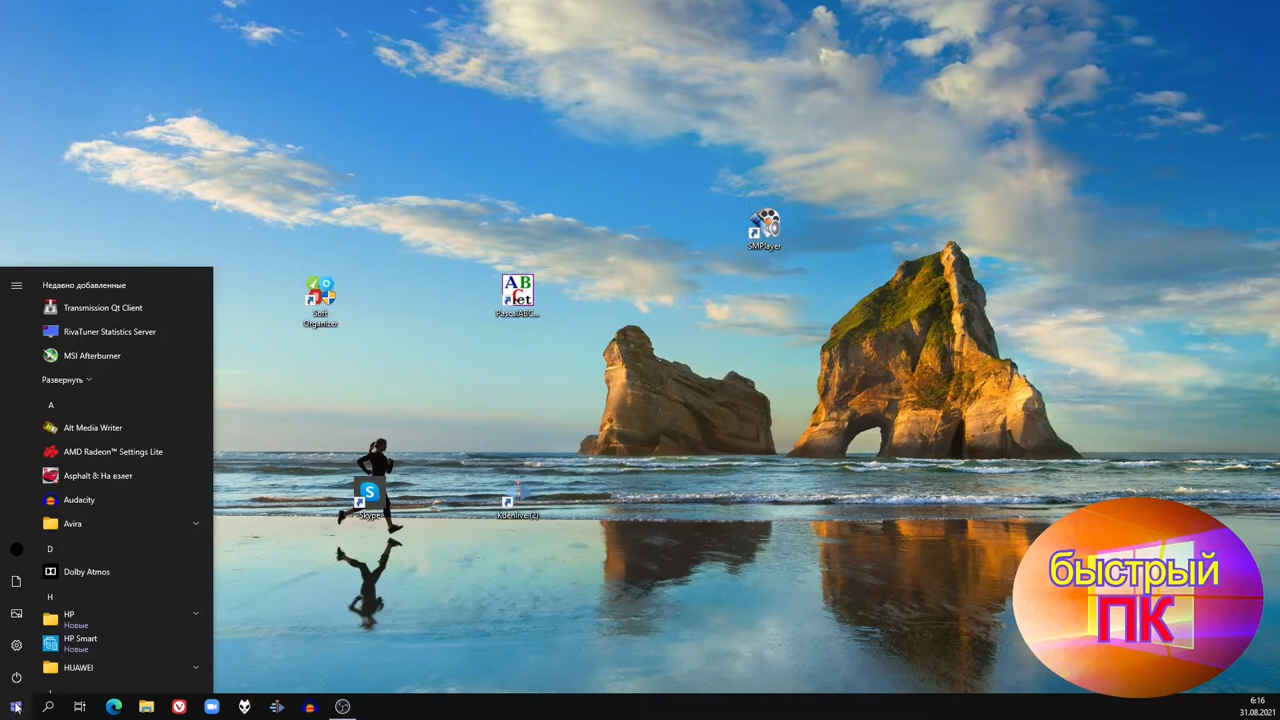 Недавно добавленные
Transmission Qt Client
RivaTuner Statistics Server
MSI Afterburner
Развернуть
A
Alt Media Writer
AMD Radeon™ Settings Lite
Asphalt 8: На взлет
Audacity
Avira
D
Dolby Atmos
H
HP
Новые
HP Smart
Новые
HUAWEI
Soft
Organizer
PascalABC...
SMPlayer
Skype
Kdenlive (2)
быстрый
ПК
6:16
31.08.2021